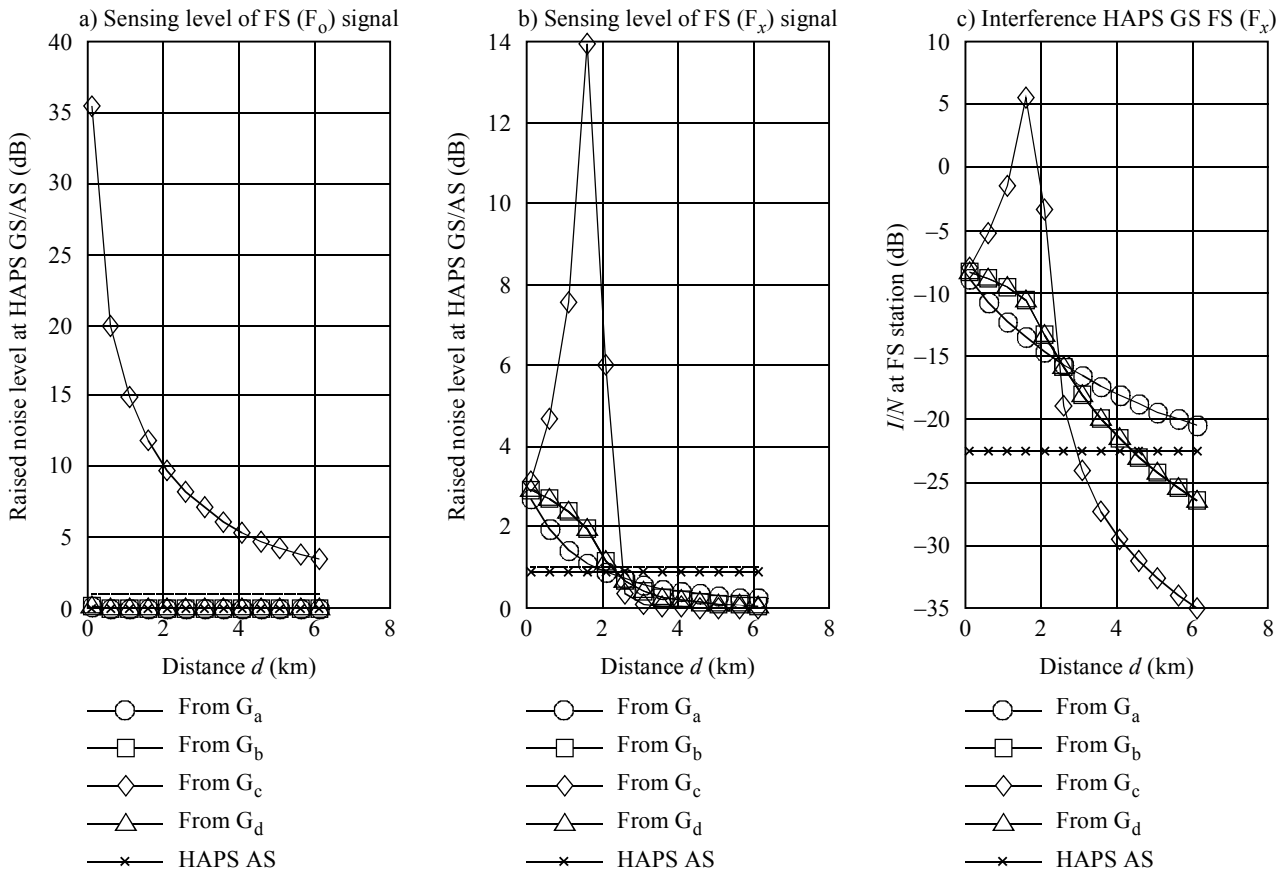 a) Sensing level of FS (Fo) signal
Raised noise level at HAPS GS/AS (dB)
40
35
30
25
20
15
10
5
0
0 2 4 6 8
Distance d (km)
From Ga
From Gb
From Gc
From Gd
HAPS AS
b) Sensing level of FS (Fx) signal
Raised noise level at HAPS GS/AS (dB)
14
12
10
8
6
4
2
0
0 2 4 6 8
Distance d (km)
From Ga
From Gb
From Gc
From Gd
HAPS AS
c) Interference HAPS GS FS (Fx)
I/N at FS station (dB)
10
5
0
–5
–10
–15
–20
–25
–30
–35
0 2 4 6 8
Distance d (km)
From Ga
From Gb
From Gc
From Gd
HAPS AS